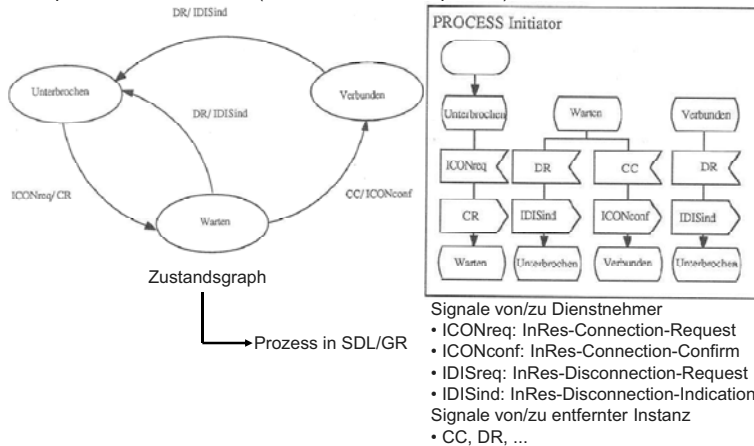 DR/ IDISind
Unterbrochen
Verbunden
DR/ IDISind
ICONreq/ CR
CC/ ICONconf
Warten
Zustandsgraph
Prozess in SDL/GR
PROCESS Initiator
Unterbrochen
Warten
Verbunden
ICONreq
DR
CC
DR
CR
IDISind
ICONconf
IDISind
Warten
Unterbrochen
Verbunden
Unterbrochen
Signale von/zu Dienstnehmer
• ICONreq: InRes-Connection-Request
• ICONconf: InRes-Connection-Confirm
• IDISreq: InRes-Disconnection-Request
• IDISind: InRes-Disconnection-Indication
Signale von/zu entfernter Instanz
• CC, DR, ...